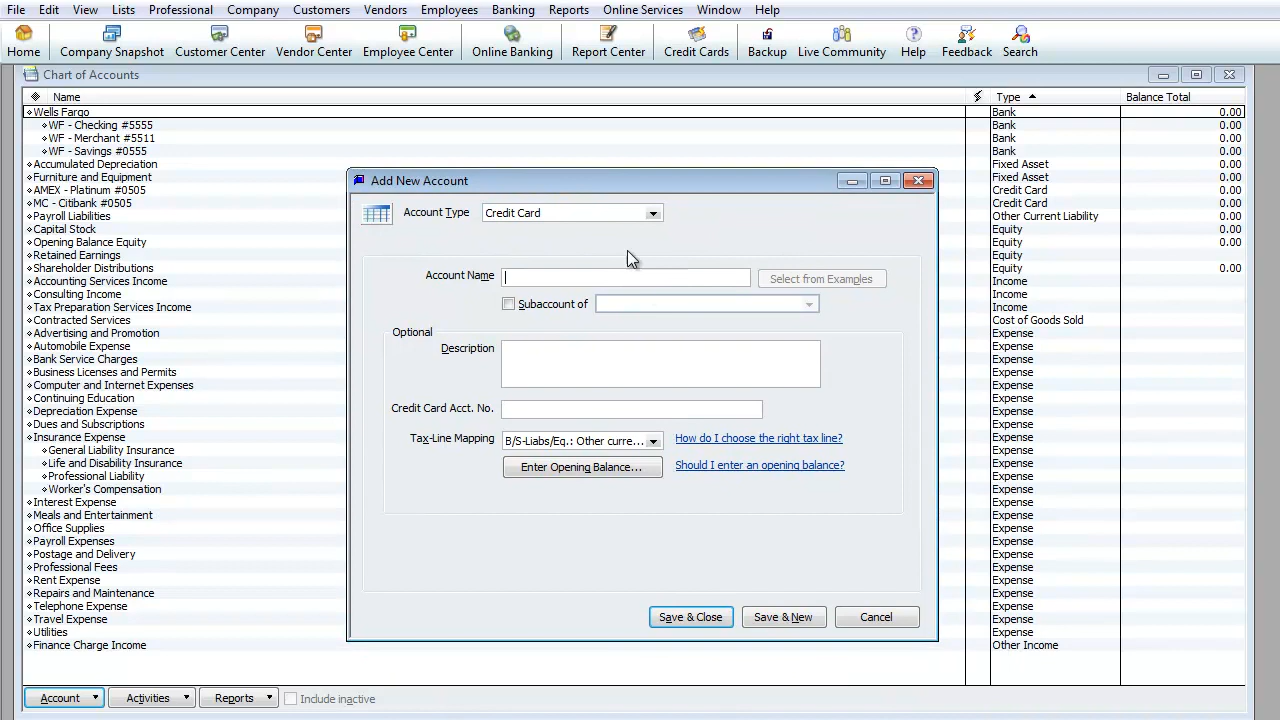 File Edit View Lists Professional Company Customers Vendors Employees Banking Reports Online Services Window Help
Home Company Snapshot Customer Center Vendor Center Employee Center Online Banking Report Center Credit Cards Backup Live Community Help Feedback Search
Chart of Accounts
Name Type Balance Total
Wells Fargo Bank 0.00
WF - Checking #5555 Bank 0.00
WF - Merchant #5511 Bank 0.00
WF - Savings #0555 Bank 0.00
Accumulated Depreciation Fixed Asset 0.00
Furniture and Equipment Fixed Asset 0.00
AMEX - Platinum #0505 Credit Card 0.00
MC - Citibank #0505 Credit Card 0.00
Payroll Liabilities Other Current Liability 0.00
Capital Stock Equity 0.00
Opening Balance Equity Equity 0.00
Retained Earnings Equity
Shareholder Distributions Equity 0.00
Accounting Services Income Income
Consulting Income Income
Tax Preparation Services Income Income
Contracted Services Cost of Goods Sold
Advertising and Promotion Expense
Automobile Expense Expense
Bank Service Charges Expense
Business Licenses and Permits Expense
Computer and Internet Expenses Expense
Continuing Education Expense
Depreciation Expense Expense
Dues and Subscriptions Expense
Insurance Expense Expense
General Liability Insurance Expense
Life and Disability Insurance Expense
Professional Liability Expense
Worker's Compensation Expense
Interest Expense Expense
Meals and Entertainment Expense
Office Supplies Expense
Payroll Expenses Expense
Postage and Delivery Expense
Professional Fees Expense
Rent Expense Expense
Repairs and Maintenance Expense
Telephone Expense Expense
Travel Expense Expense
Utilities Expense
Finance Charge Income Other Income
Add New Account
Account Type Credit Card
Account Name Select from Examples
Subaccount of
Optional
Description
Credit Card Acct. No.
Tax-Line Mapping B/S-Liabs/Eq.: Other curre... How do I choose the right tax line?
Enter Opening Balance... Should I enter an opening balance?
Save & Close Save & New Cancel
Account Activities Reports Include inactive